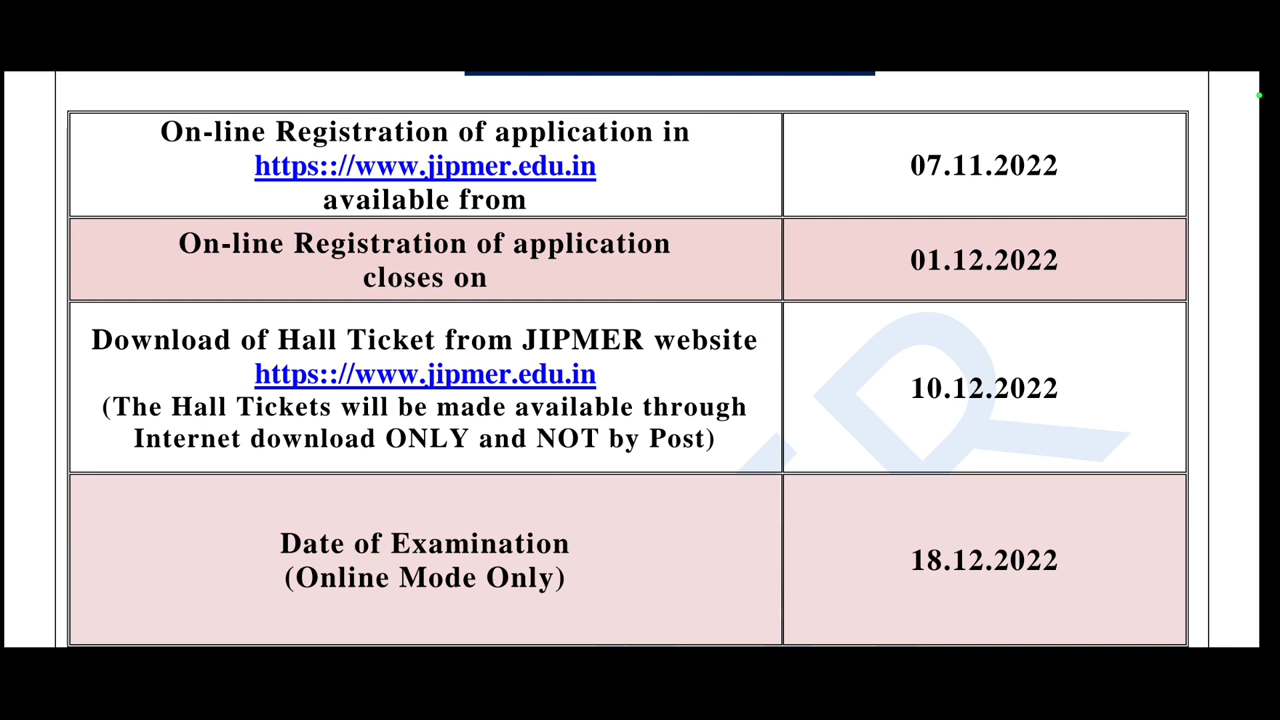 On-line Registration of application in
https:://www.jipmer.edu.in
available from
07.11.2022
On-line Registration of application
closes on
01.12.2022
Download of Hall Ticket from JIPMER website
https:://www.jipmer.edu.in
(The Hall Tickets will be made available through
Internet download ONLY and NOT by Post)
10.12.2022
Date of Examination
(Online Mode Only)
18.12.2022